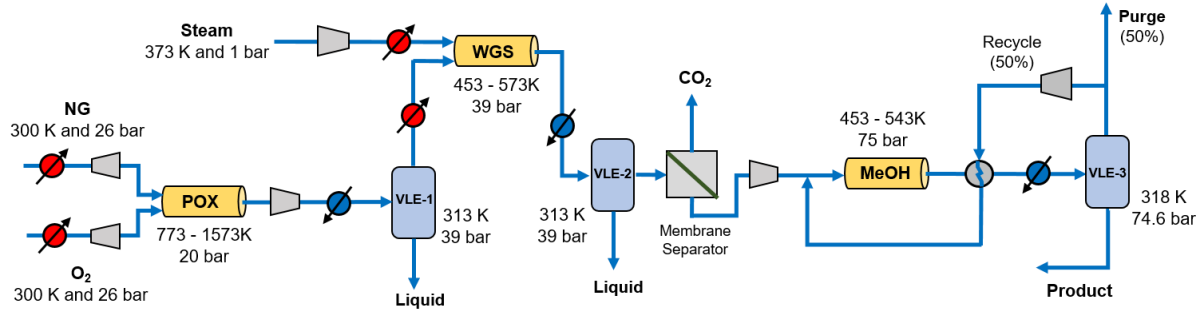 Steam
373 K and 1 bar
WGS
453 - 573K
39 bar
NG
300 K and 26 bar
POX
773 - 1573K
20 bar
O₂
300 K and 26 bar
VLE-1
313 K
39 bar
Liquid
VLE-2
313 K
39 bar
Liquid
CO₂
Membrane
Separator
453 - 543K
75 bar
MeOH
Recycle
(50%)
Purge
(50%)
VLE-3
318 K
74.6 bar
Product